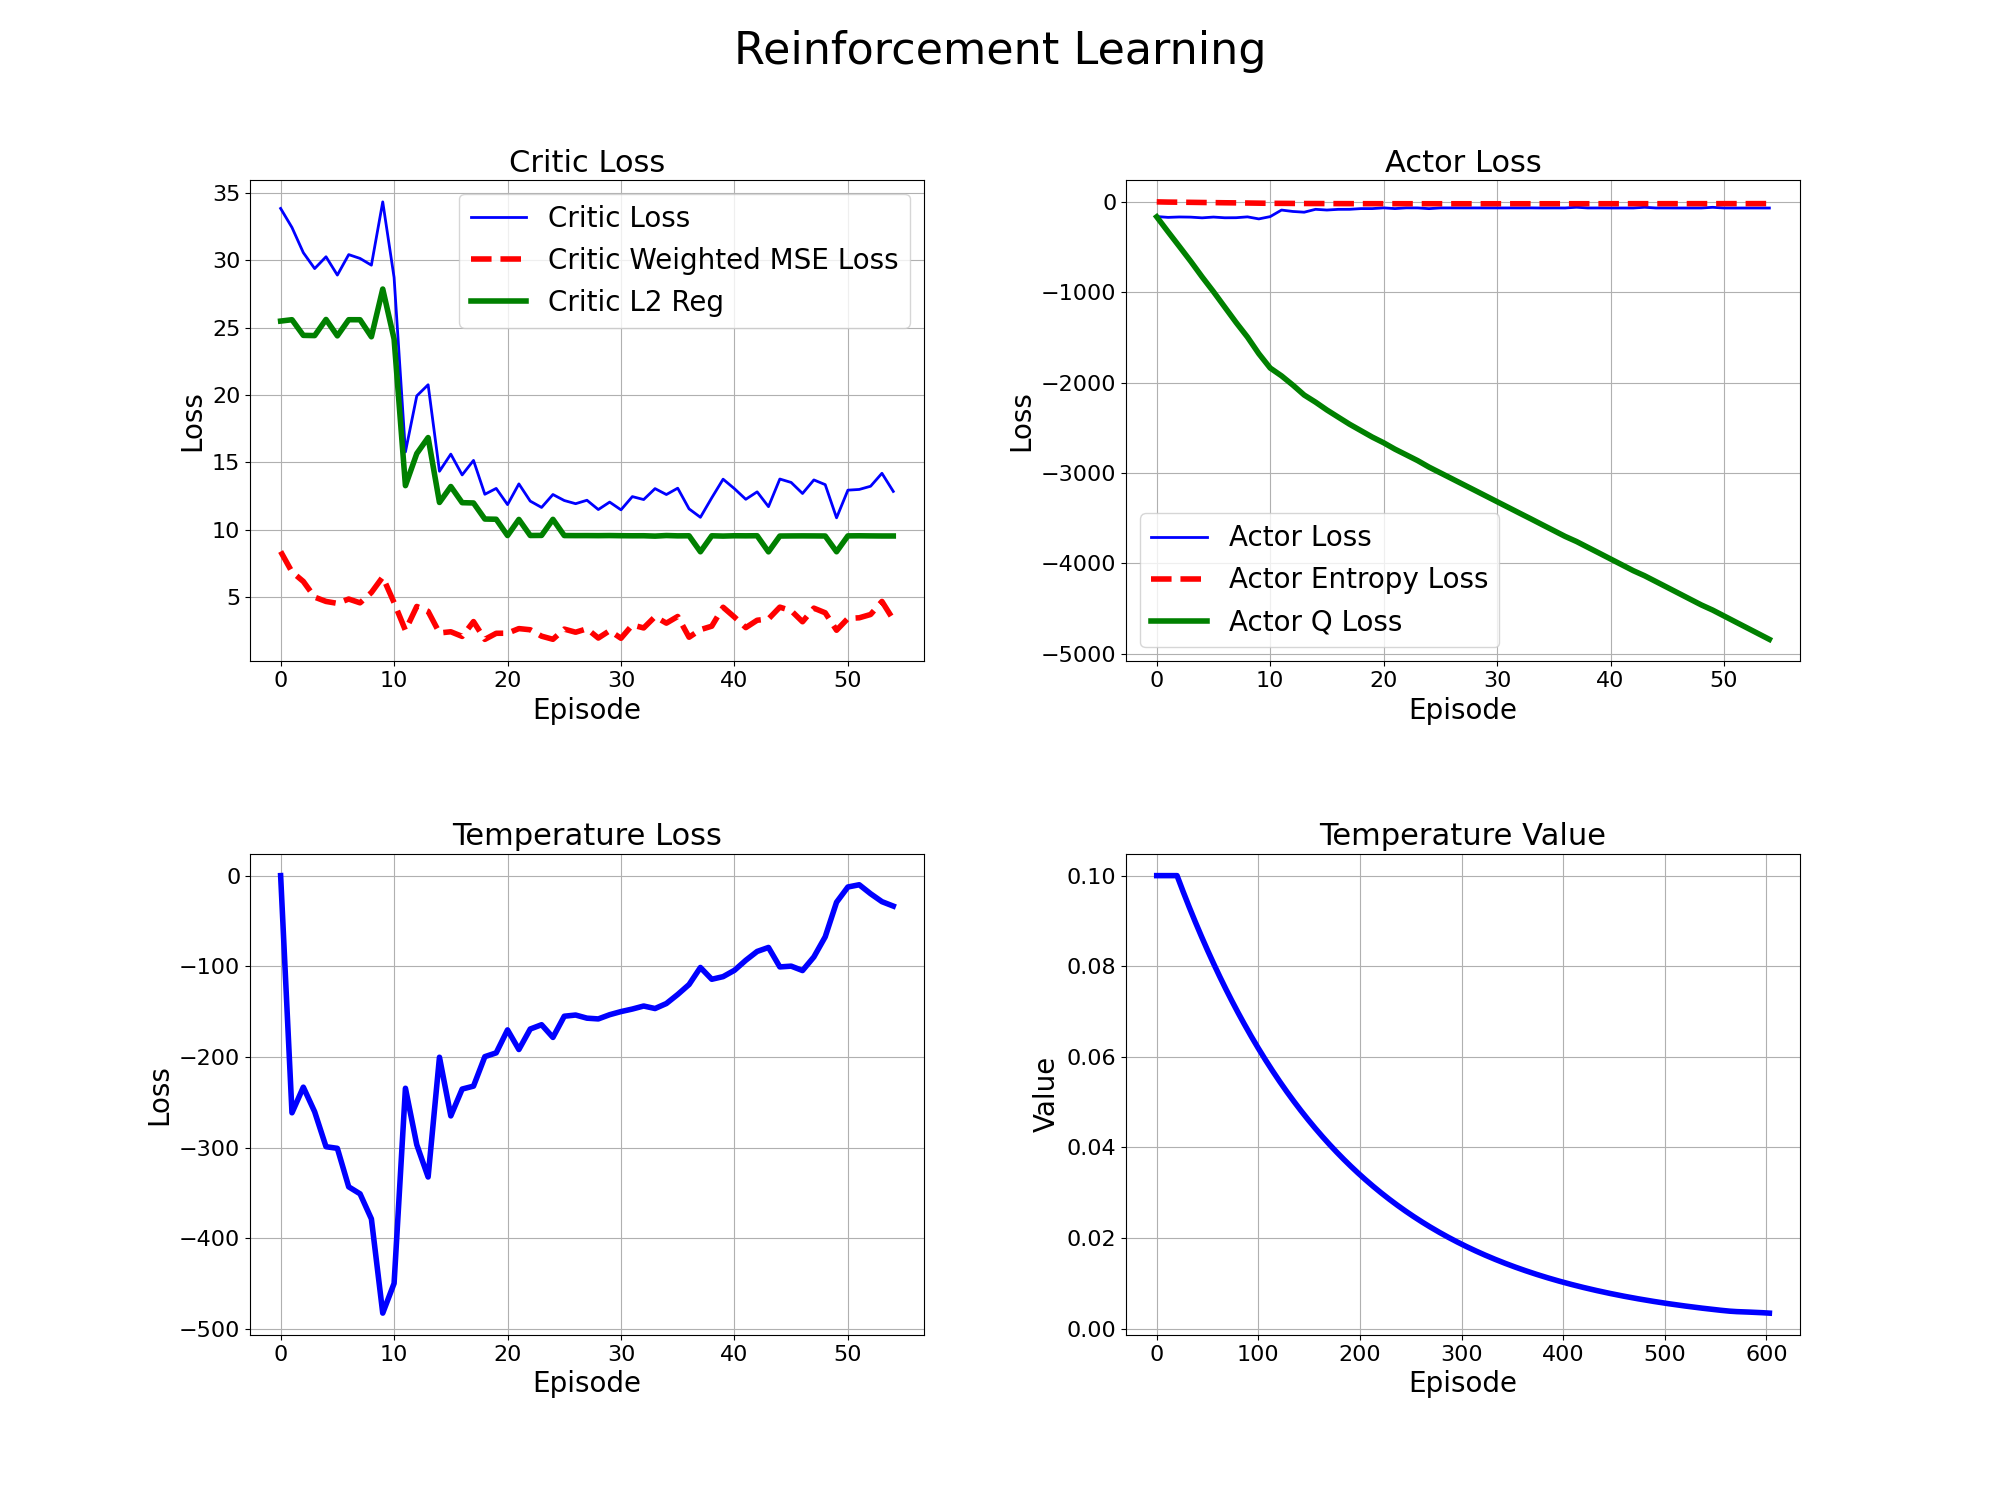 Reinforcement Learning
Critic Loss
35
30
25
20
15
10
5
Loss
Critic Loss
Critic Weighted MSE Loss
Critic L2 Reg
0 10 20 30 40 50
Episode
Actor Loss
0
−1000
−2000
−3000
−4000
−5000
Loss
Actor Loss
Actor Entropy Loss
Actor Q Loss
0 10 20 30 40 50
Episode
Temperature Loss
0
−100
−200
−300
−400
−500
Loss
0 10 20 30 40 50
Episode
Temperature Value
0.10
0.08
0.06
0.04
0.02
0.00
Value
0 100 200 300 400 500 600
Episode